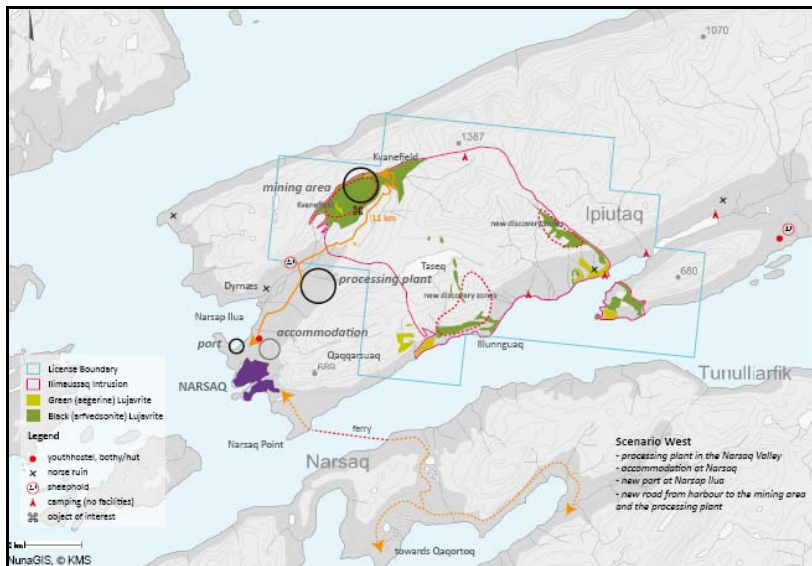 1070
1387
Kvanefield
mining area
Kvanefield
11 km
Ipiutaq
new discovery zones
Taseq
680
processing plant
Dyrnæs
new discovery zones
Narsap Ilua
accommodation
port
Qaqqarsuaq
Illunnguaq
689
Tunulliarfik
NARSAQ
License Boundary
Ilimaussaq Intrusion
Green (aegerine) Lujavrite
Black (arfvedsonite) Lujavrite
Legend
youthhostel, bothy/hut
norse ruin
sheephold
camping (no facilities)
object of interest
ferry
Narsaq Point
Narsaq
Scenario West
- processing plant in the Narsaq Valley
- accommodation at Narsaq
- new port at Narsap Ilua
- new road from harbour to the mining area
and the processing plant
towards Qaqortoq
NunaGIS, © KMS